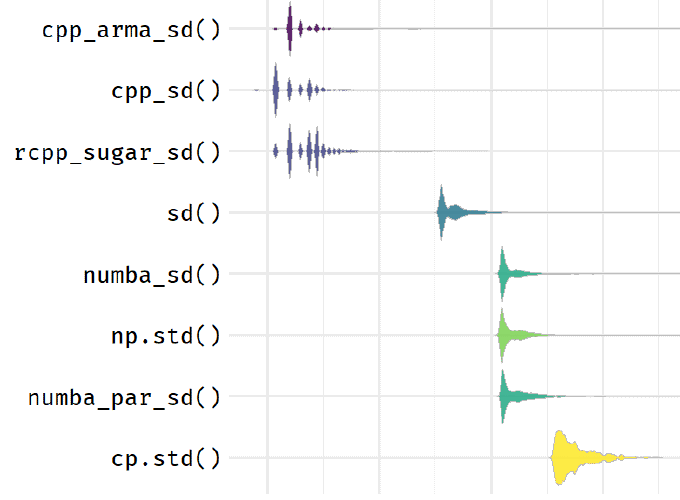 cpp_arma_sd()
cpp_sd()
rcpp_sugar_sd()
sd()
numba_sd()
np.std()
numba_par_sd()
cp.std()